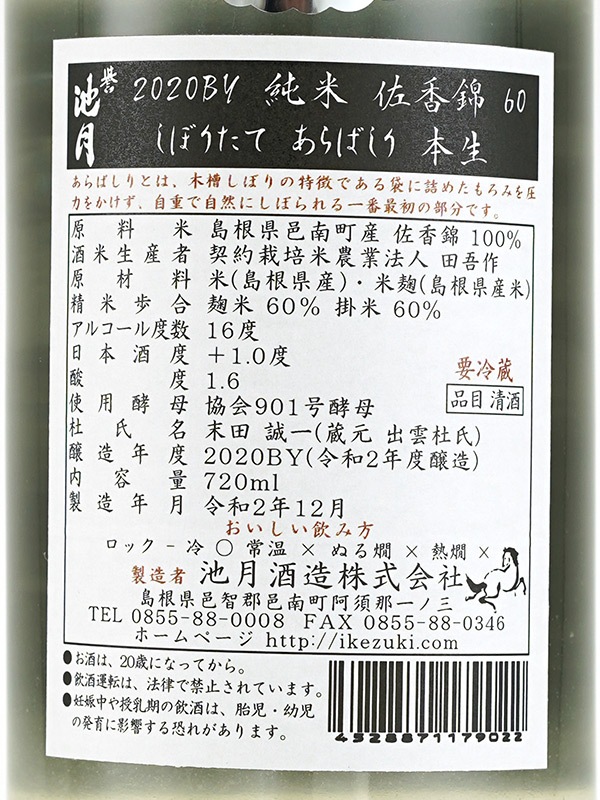 誉池月
2020BY 純米 佐香錦 60
しぼりたて あらばしり 本生
あらばしりとは、木槽しぼりの特徴である袋に詰めたもろみを圧
力をかけず、自重で自然にしぼられる一番最初の部分です。
原料米 島根県邑南町産 佐香錦 100%
酒米生産者 契約栽培米農業法人 田吾作
原材料 米(島根県産)・米麹(島根県産米)
精米歩合 麹米 60% 掛米 60%
アルコール度数 16度
日本酒度 +1.0度
酸度 1.6
要冷蔵
使用酵母 協会901号酵母
品目 清酒
杜氏名 末田 誠一(蔵元 出雲杜氏)
醸造年度 2020BY(令和2年度醸造)
内容量 720ml
製造年月 令和2年12月
おいしい飲み方
ロック - 冷 ○ 常温 × ぬる燗 × 熱燗 ×
製造者 池月酒造株式会社
島根県邑智郡邑南町阿須那一ノ三
TEL 0855-88-0008 FAX 0855-88-0346
ホームページ http://ikezuki.com
●お酒は、20歳になってから。
●飲酒運転は、法律で禁止されています。
●妊娠中や授乳期の飲酒は、胎児・幼児
の発育に影響する恐れがあります。
4528871179022